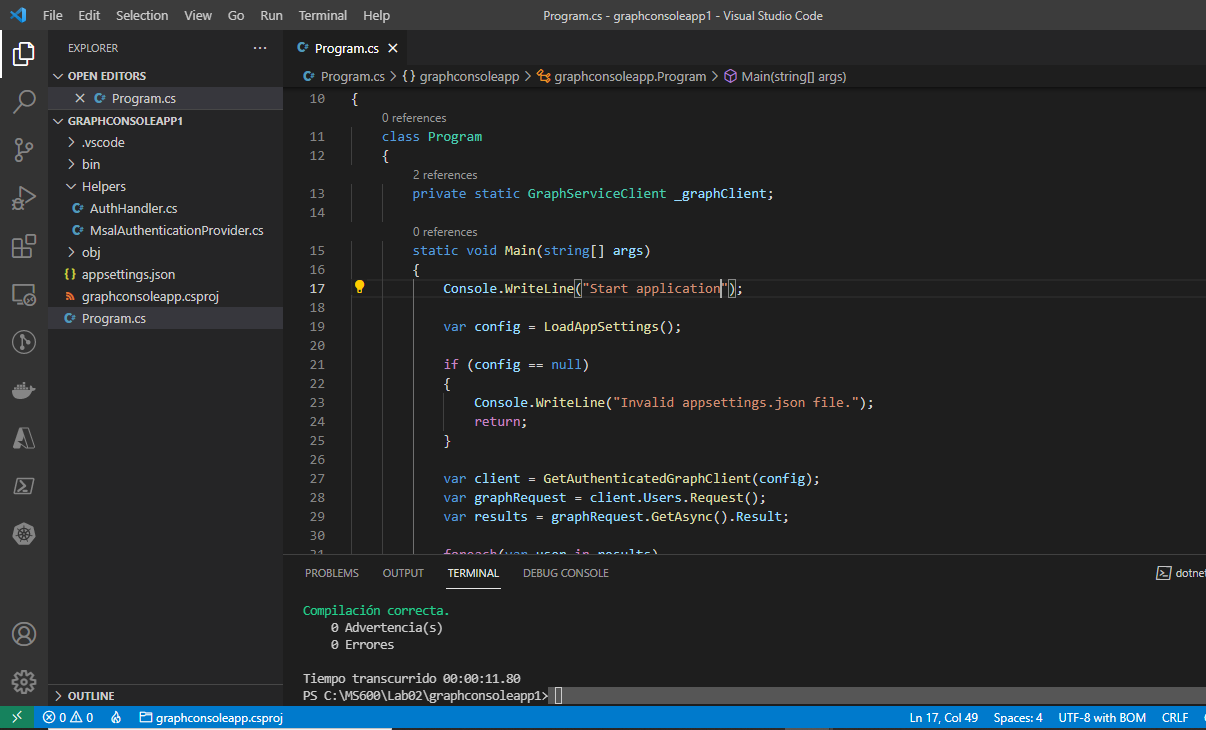 File Edit Selection View Go Run Terminal Help
Program.cs - graphconsoleapp1 - Visual Studio Code
EXPLORER
OPEN EDITORS
Program.cs
GRAPHCONSOLEAPP1
.vscode
bin
Helpers
AuthHandler.cs
MsalAuthenticationProvider.cs
obj
appsettings.json
graphconsoleapp.csproj
Program.cs
OUTLINE
Program.cs
Program.cs > {} graphconsoleapp > graphconsoleapp.Program > Main(string[] args)
10 {
0 references
11 class Program
12 {
2 references
13 private static GraphServiceClient _graphClient;
14
0 references
15 static void Main(string[] args)
16 {
17 Console.WriteLine("Start application");
18
19 var config = LoadAppSettings();
20
21 if (config == null)
22 {
23 Console.WriteLine("Invalid appsettings.json file.");
24 return;
25 }
26
27 var client = GetAuthenticatedGraphClient(config);
28 var graphRequest = client.Users.Request();
29 var results = graphRequest.GetAsync().Result;
30
31 foreach(var user in results)
PROBLEMS OUTPUT TERMINAL DEBUG CONSOLE
dotne
Compilación correcta.
0 Advertencia(s)
0 Errores
Tiempo transcurrido 00:00:11.80
PS C:\MS600\Lab02\graphconsoleapp1>
0 0 graphconsoleapp.csproj Ln 17, Col 49 Spaces: 4 UTF-8 with BOM CRLF